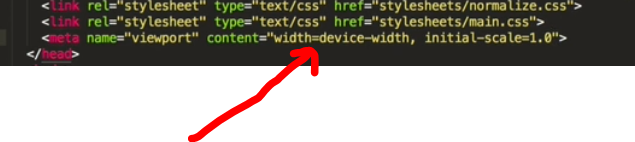 <link rel="stylesheet" type="text/css" href="stylesheets/normalize.css">
<link rel="stylesheet" type="text/css" href="stylesheets/main.css">
<meta name="viewport" content="width=device-width, initial-scale=1.0">
</head>